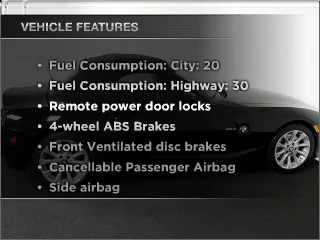 VEHICLE FEATURES
• Fuel Consumption: City: 20
• Fuel Consumption: Highway: 30
• Remote power door locks
• 4-wheel ABS Brakes
• Front Ventilated disc brakes
• Cancellable Passenger Airbag
• Side airbag